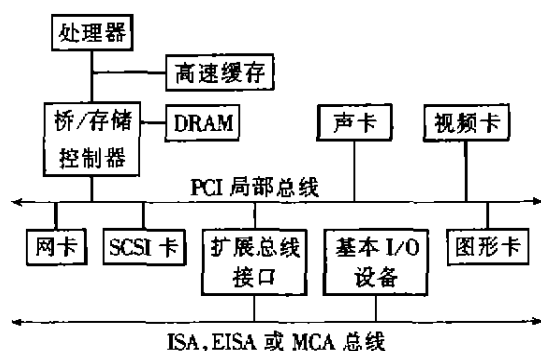 处理器
高速缓存
桥/存储
控制器
DRAM
声卡
视频卡
PCI 局部总线
网卡
SCSI 卡
扩展总线
接口
基本 I/O
设备
图形卡
ISA,EISA 或 MCA 总线